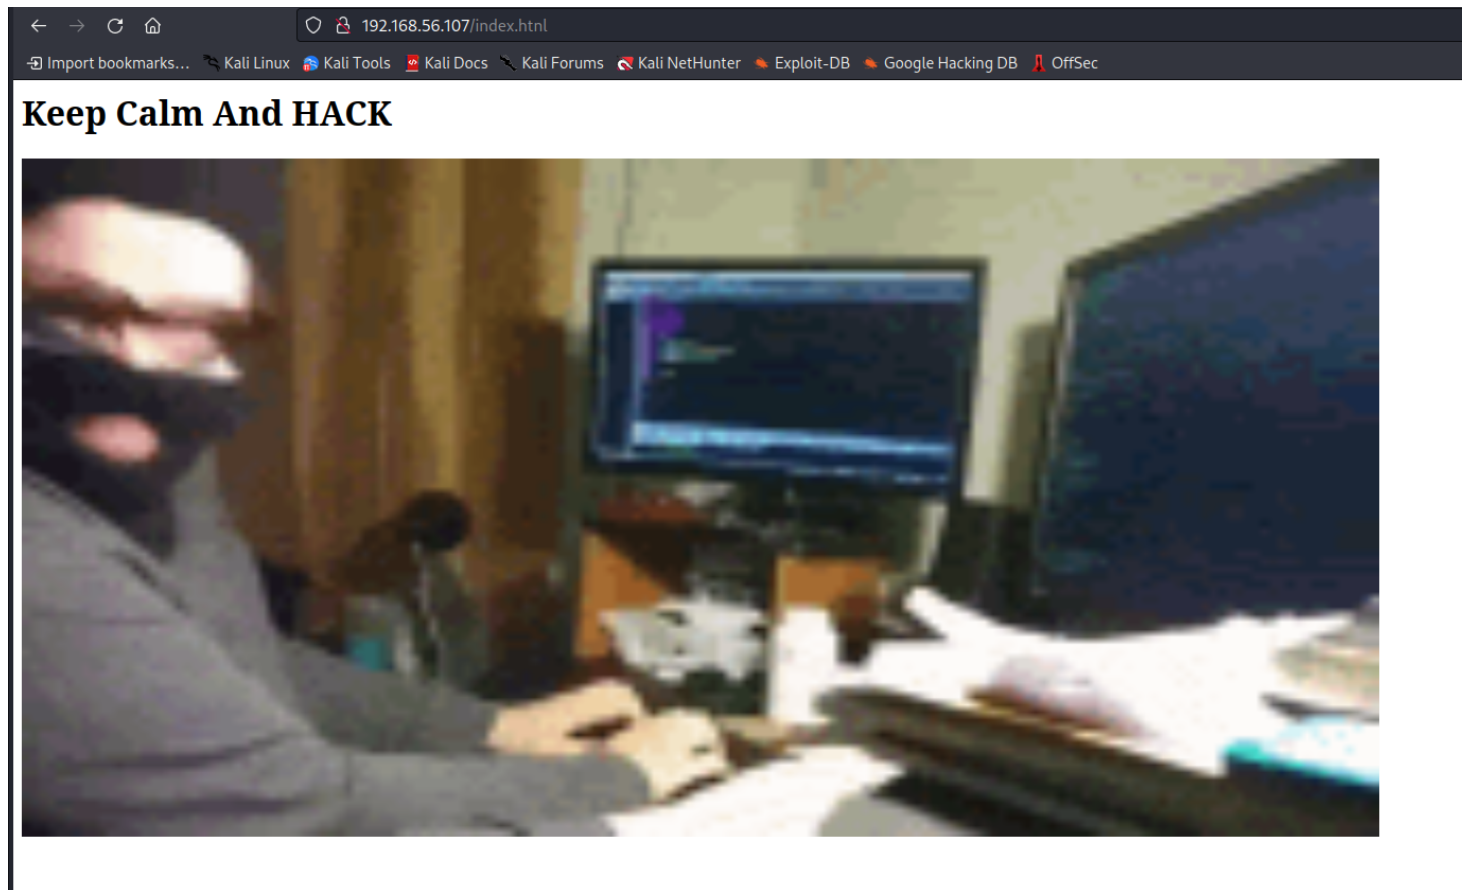 192.168.56.107/index.htnl
Import bookmarks... Kali Linux Kali Tools Kali Docs Kali Forums Kali NetHunter Exploit-DB Google Hacking DB OffSec
Keep Calm And HACK